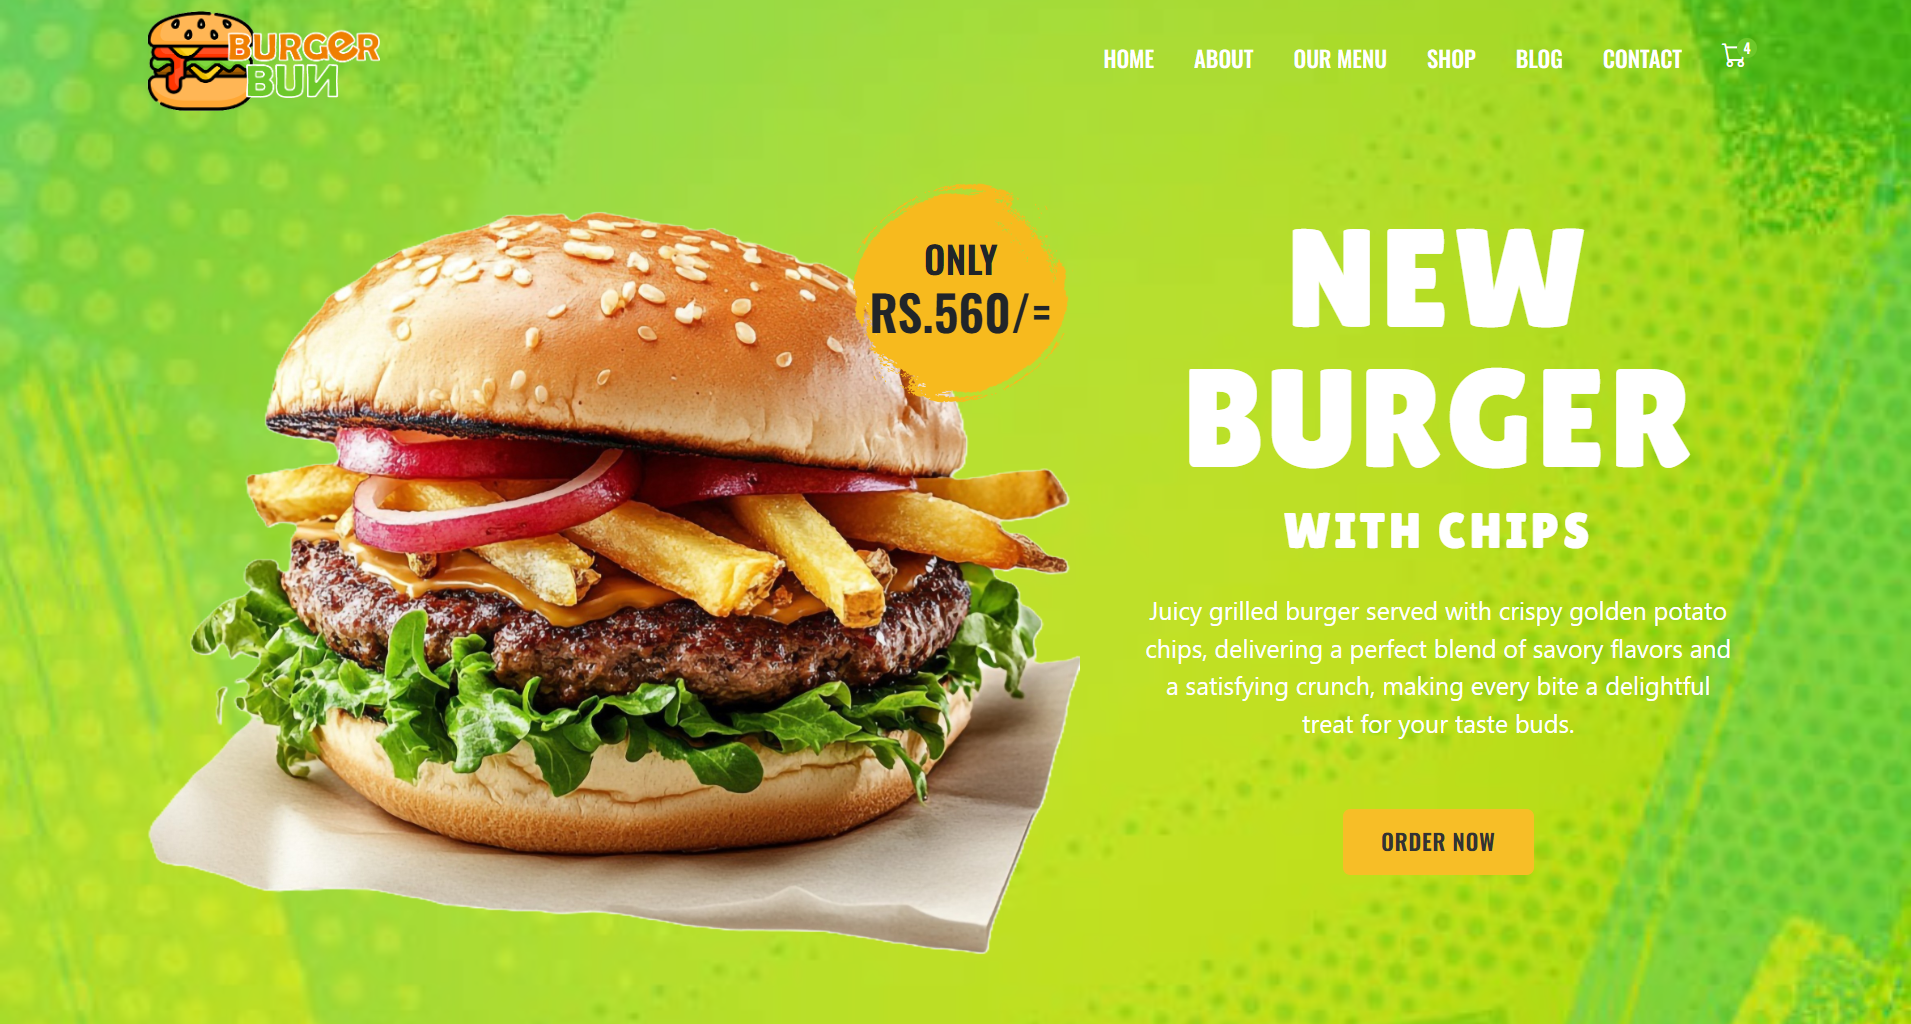 BURGER
BUN
HOME ABOUT OUR MENU SHOP BLOG CONTACT 4
ONLY
RS.560/=
NEW
BURGER
WITH CHIPS
Juicy grilled burger served with crispy golden potato
chips, delivering a perfect blend of savory flavors and
a satisfying crunch, making every bite a delightful
treat for your taste buds.
ORDER NOW